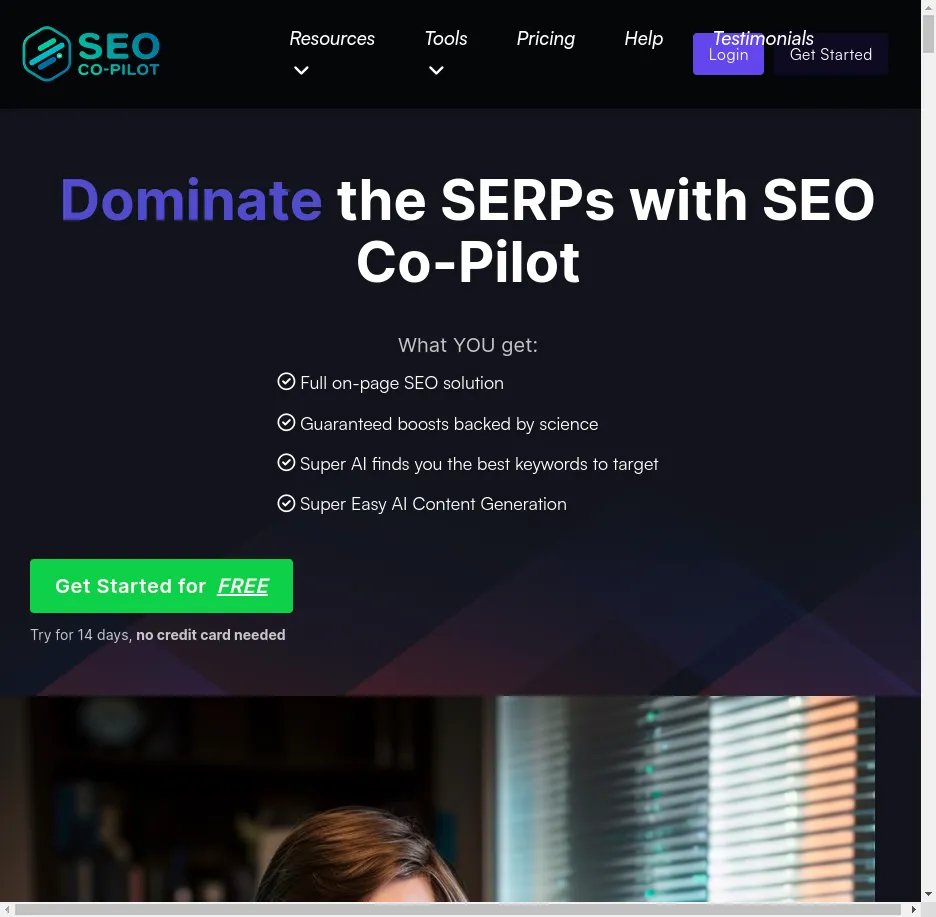 SEO
CO-PILOT
Resources
Tools
Pricing
Help
Testimonials
Login
Get Started
Dominate the SERPs with SEO
Co-Pilot
What YOU get:
Full on-page SEO solution
Guaranteed boosts backed by science
Super AI finds you the best keywords to target
Super Easy AI Content Generation
Get Started for FREE
Try for 14 days, no credit card needed